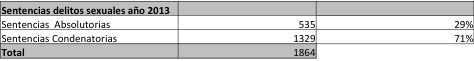 Sentencias delitos sexuales año 2013
Sentencias Absolutorias 535 29%
Sentencias Condenatorias 1329 71%
Total 1864